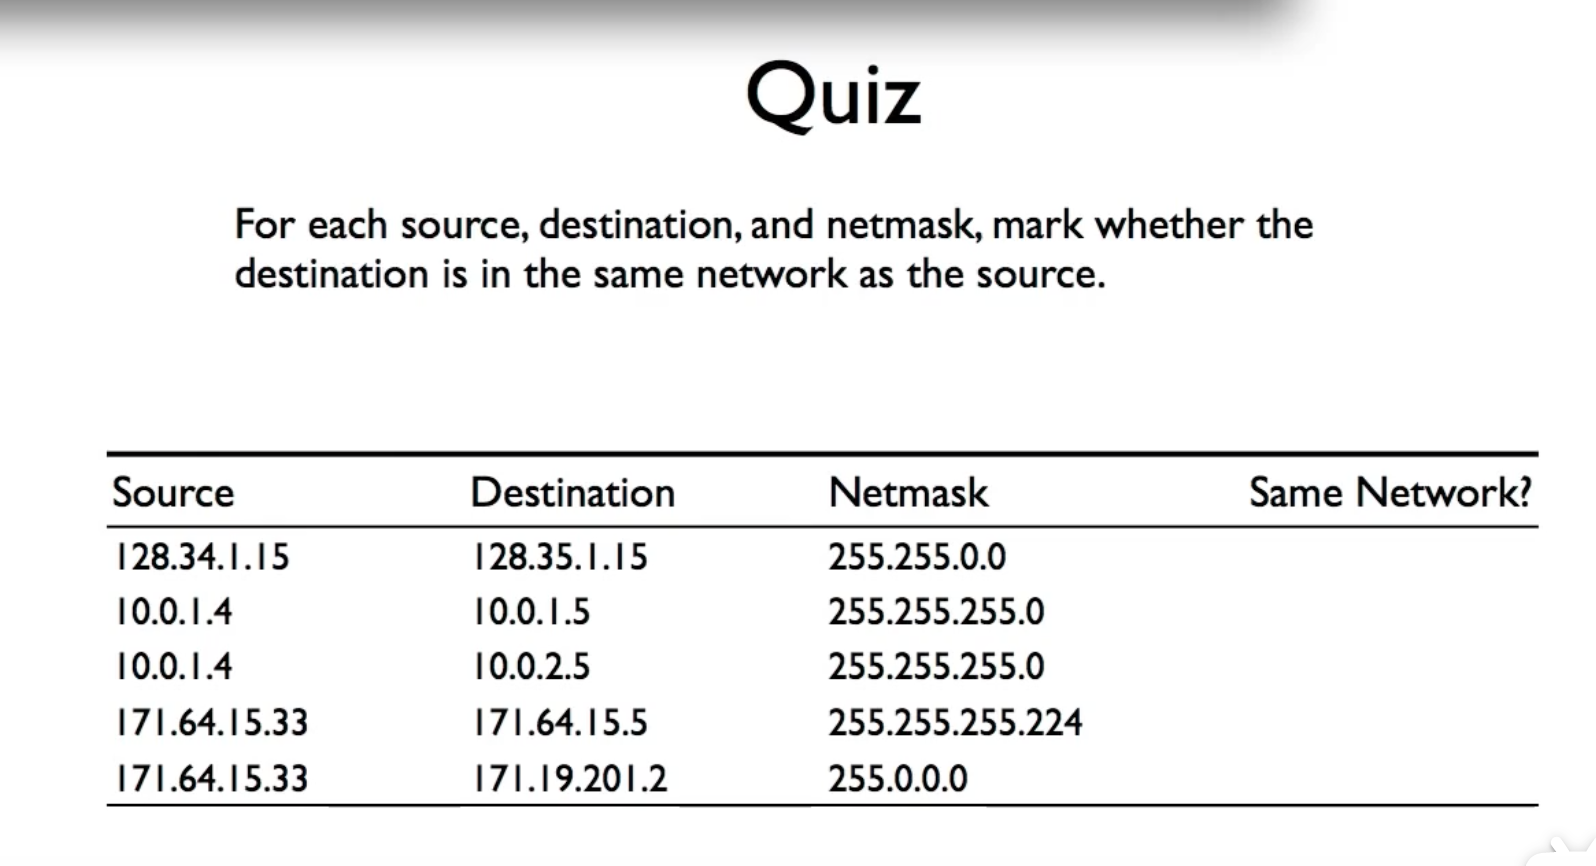 Quiz
For each source, destination, and netmask, mark whether the
destination is in the same network as the source.
Source Destination Netmask Same Network?
128.34.1.15 128.35.1.15 255.255.0.0
10.0.1.4 10.0.1.5 255.255.255.0
10.0.1.4 10.0.2.5 255.255.255.0
171.64.15.33 171.64.15.5 255.255.255.224
171.64.15.33 171.19.201.2 255.0.0.0